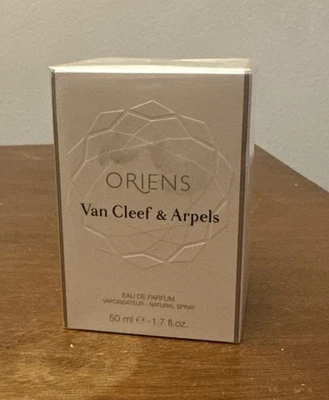 ORIENS
Van Cleef & Arpels
EAU DE PARFUM
VAPORISATEUR - NATURAL SPRAY
50 ml ℮ - 1.7 fl.oz.